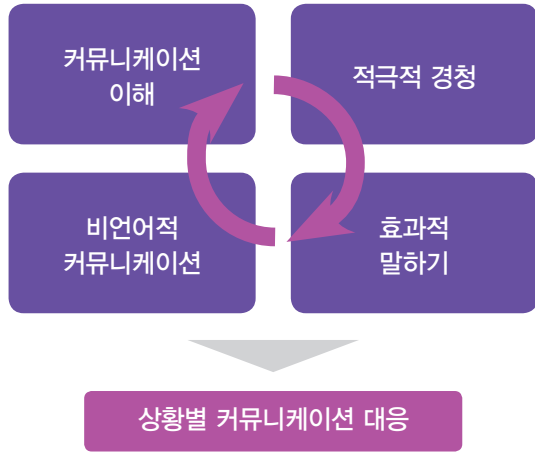 커뮤니케이션
이해
적극적 경청
비언어적
커뮤니케이션
효과적
말하기
상황별 커뮤니케이션 대응